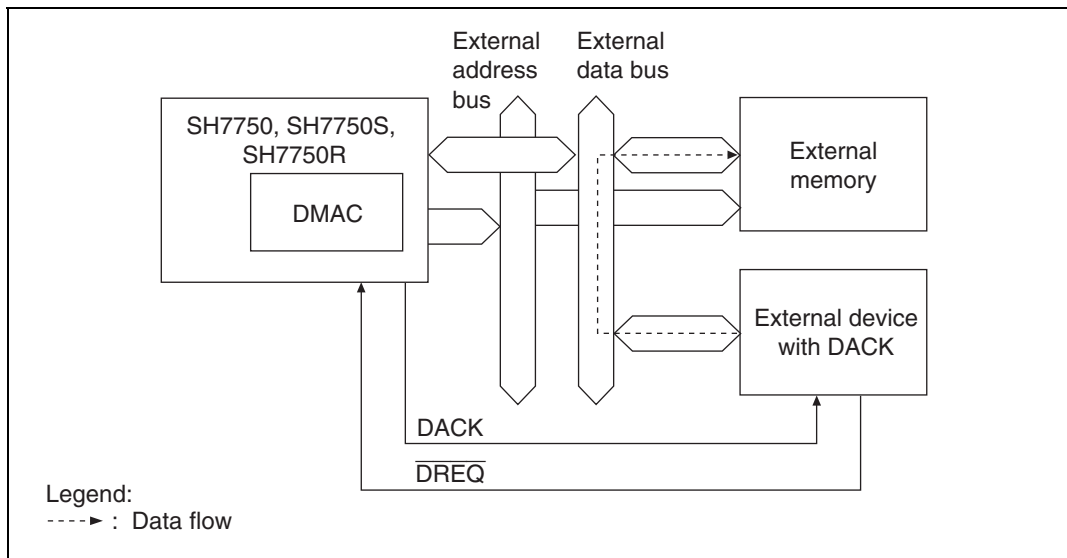 External
address
bus
External
data bus
SH7750, SH7750S,
SH7750R
DMAC
External
memory
External device
with DACK
DACK
DREQ
Legend:
: Data flow